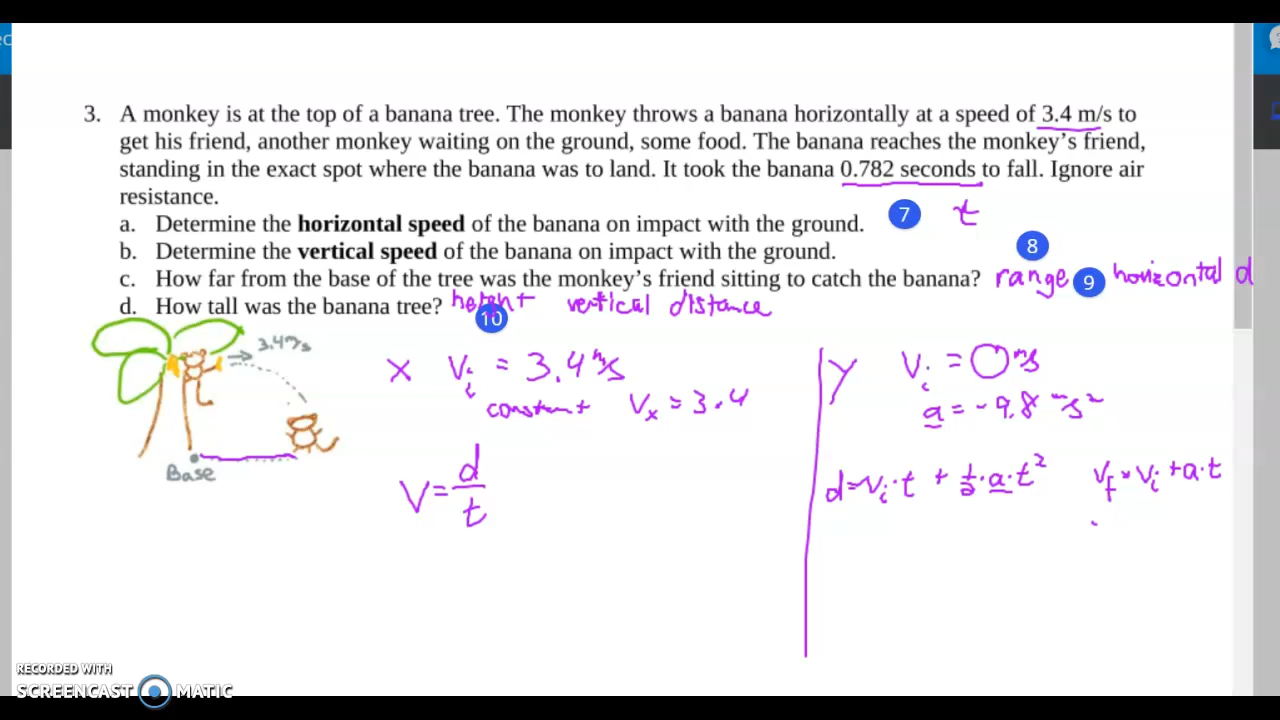 3. A monkey is at the top of a banana tree. The monkey throws a banana horizontally at a speed of 3.4 m/s to
get his friend, another monkey waiting on the ground, some food. The banana reaches the monkey's friend,
standing in the exact spot where the banana was to land. It took the banana 0.782 seconds to fall. Ignore air
resistance.
a. Determine the horizontal speed of the banana on impact with the ground. 7 t
b. Determine the vertical speed of the banana on impact with the ground. 8
c. How far from the base of the tree was the monkey's friend sitting to catch the banana? range 9 horizontal d
d. How tall was the banana tree? height 10 vertical distance
3.4 m/s
Base
X Vi = 3.4 m/s
constant Vx = 3.4
V = d/t
Y Vi = 0 m/s
a = -9.8 m/s²
d = Vi · t + 1/2 · a · t² Vf = Vi + a · t
RECORDED WITH
SCREENCAST MATIC